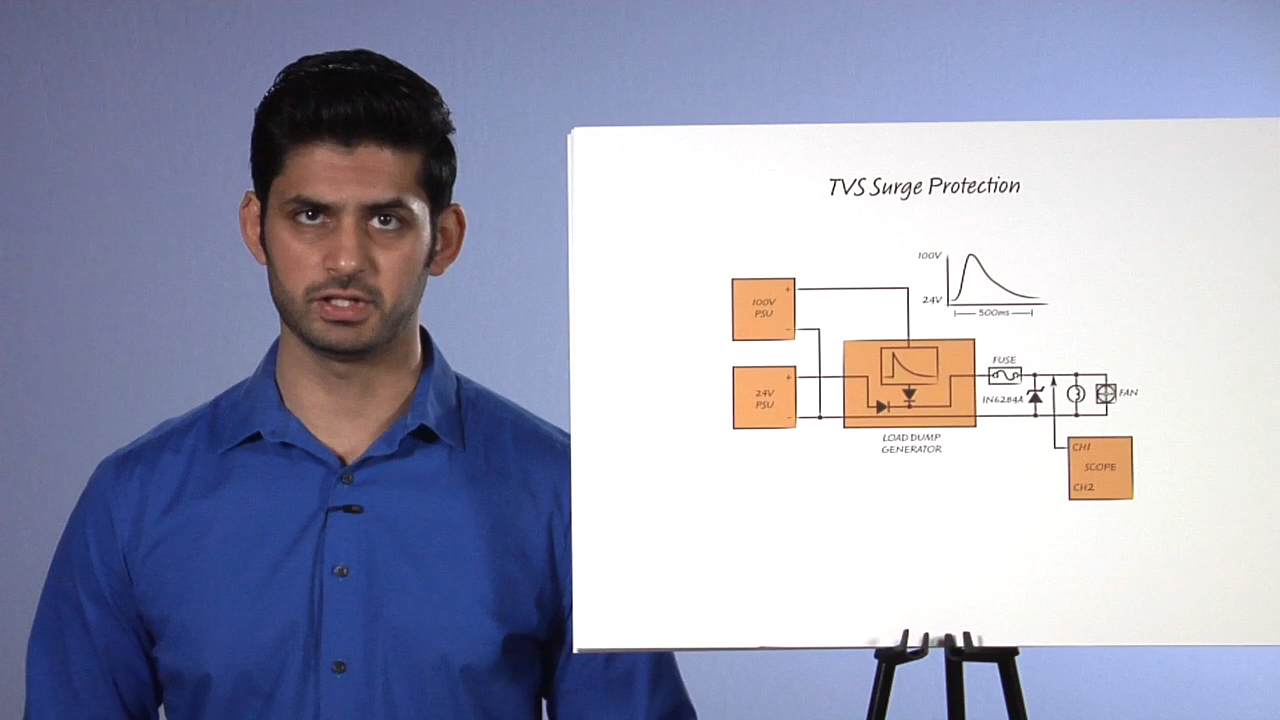 TVS Surge Protection
100V
24V
500ms
+
100V
PSU
-
+
24V
PSU
-
LOAD DUMP
GENERATOR
FUSE
1N6284A
FAN
CH1
SCOPE
CH2